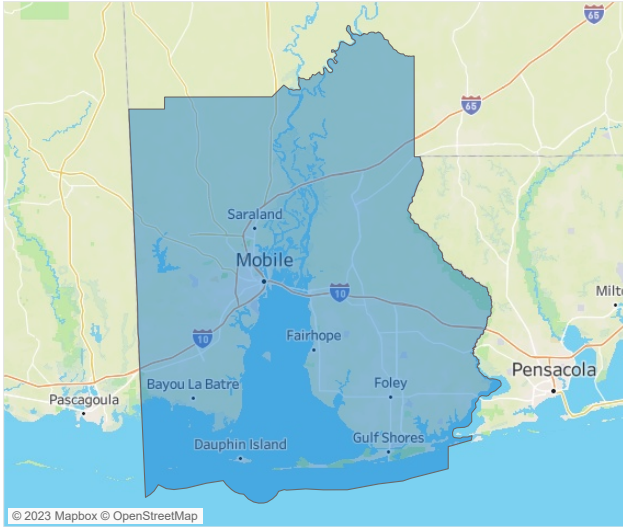 65
65
Saraland
Mobile
10
Milt
Fairhope
10
Pensacola
Bayou La Batre
Foley
Pascagoula
Gulf Shores
Dauphin Island
© 2023 Mapbox © OpenStreetMap